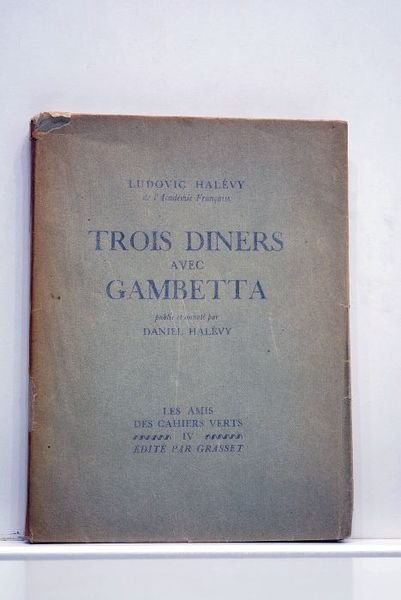 LUDOVIC HALÉVY
de l'Académie Française
TROIS DINERS
AVEC
GAMBETTA
publié et annoté par
DANIEL HALÉVY
LES AMIS
DES CAHIERS VERTS
IV
ÉDITÉ PAR GRASSET